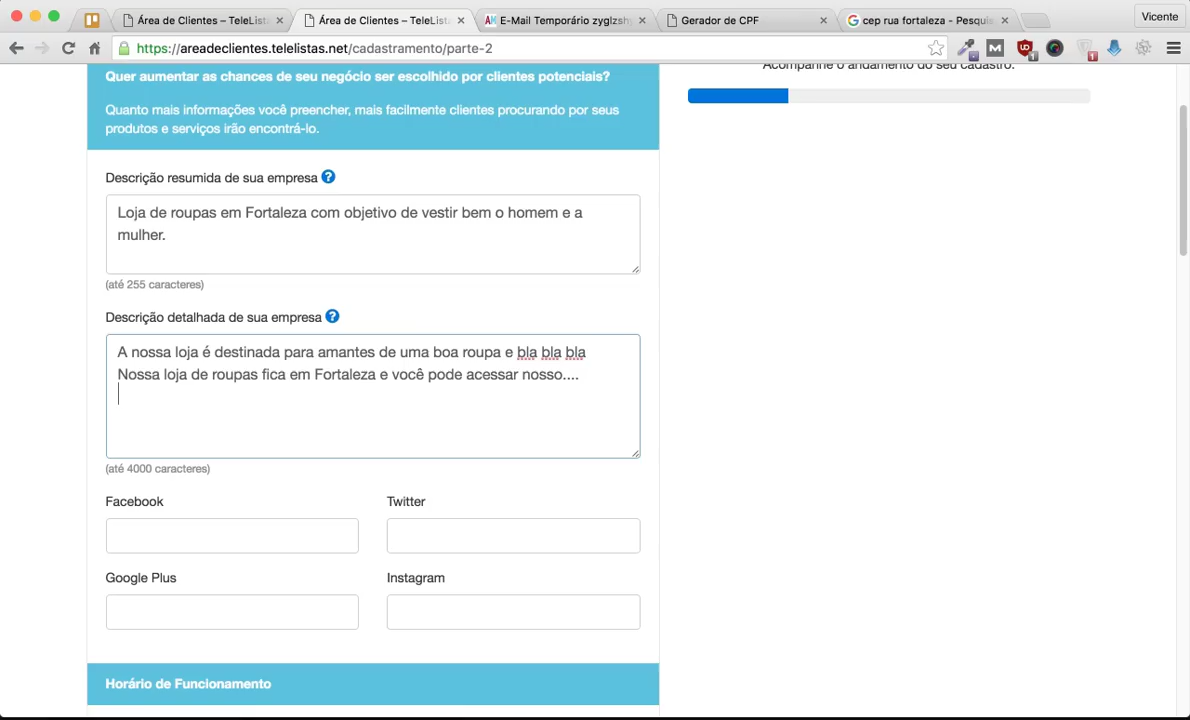 Área de Clientes – TeleLista
Área de Clientes – TeleLista
E-Mail Temporário zyglzshy
Gerador de CPF
cep rua fortaleza - Pesquis
Vicente
https://areadeclientes.telelistas.net/cadastramento/parte-2
Quer aumentar as chances de seu negócio ser escolhido por clientes potenciais?
Acompanhe o andamento do seu cadastro.
Quanto mais informações você preencher, mais facilmente clientes procurando por seus
produtos e serviços irão encontrá-lo.
Descrição resumida de sua empresa
Loja de roupas em Fortaleza com objetivo de vestir bem o homem e a
mulher.
(até 255 caracteres)
Descrição detalhada de sua empresa
A nossa loja é destinada para amantes de uma boa roupa e bla bla bla
Nossa loja de roupas fica em Fortaleza e você pode acessar nosso....
(até 4000 caracteres)
Facebook
Twitter
Google Plus
Instagram
Horário de Funcionamento